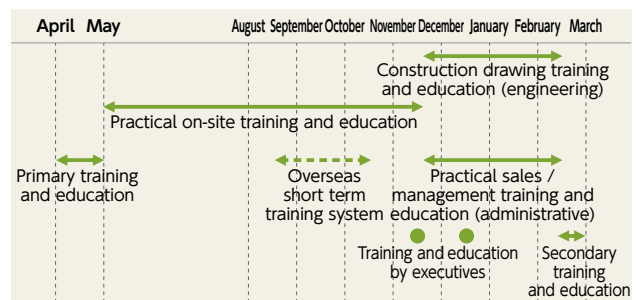 April May August September October November December January February March
Construction drawing training
and education (engineering)
Practical on-site training and education
Primary training
and education
Overseas
short term
training system
Practical sales /
management training and
education (administrative)
Training and education
by executives
Secondary
training
and education